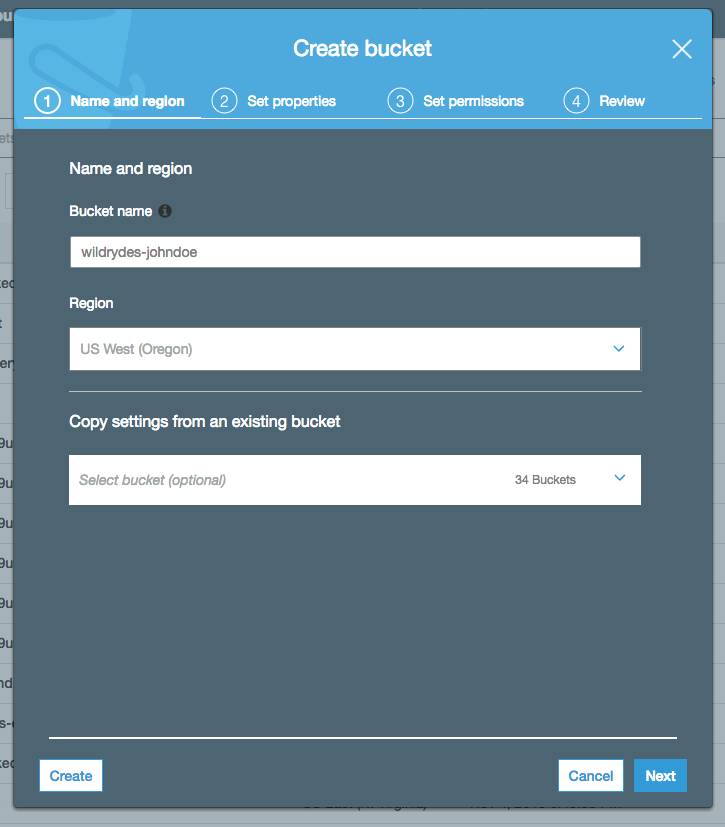 Create bucket
1 Name and region
2 Set properties
3 Set permissions
4 Review
Name and region
Bucket name
wildrydes-johndoe
Region
US West (Oregon)
Copy settings from an existing bucket
Select bucket (optional) 34 Buckets
Create Cancel Next